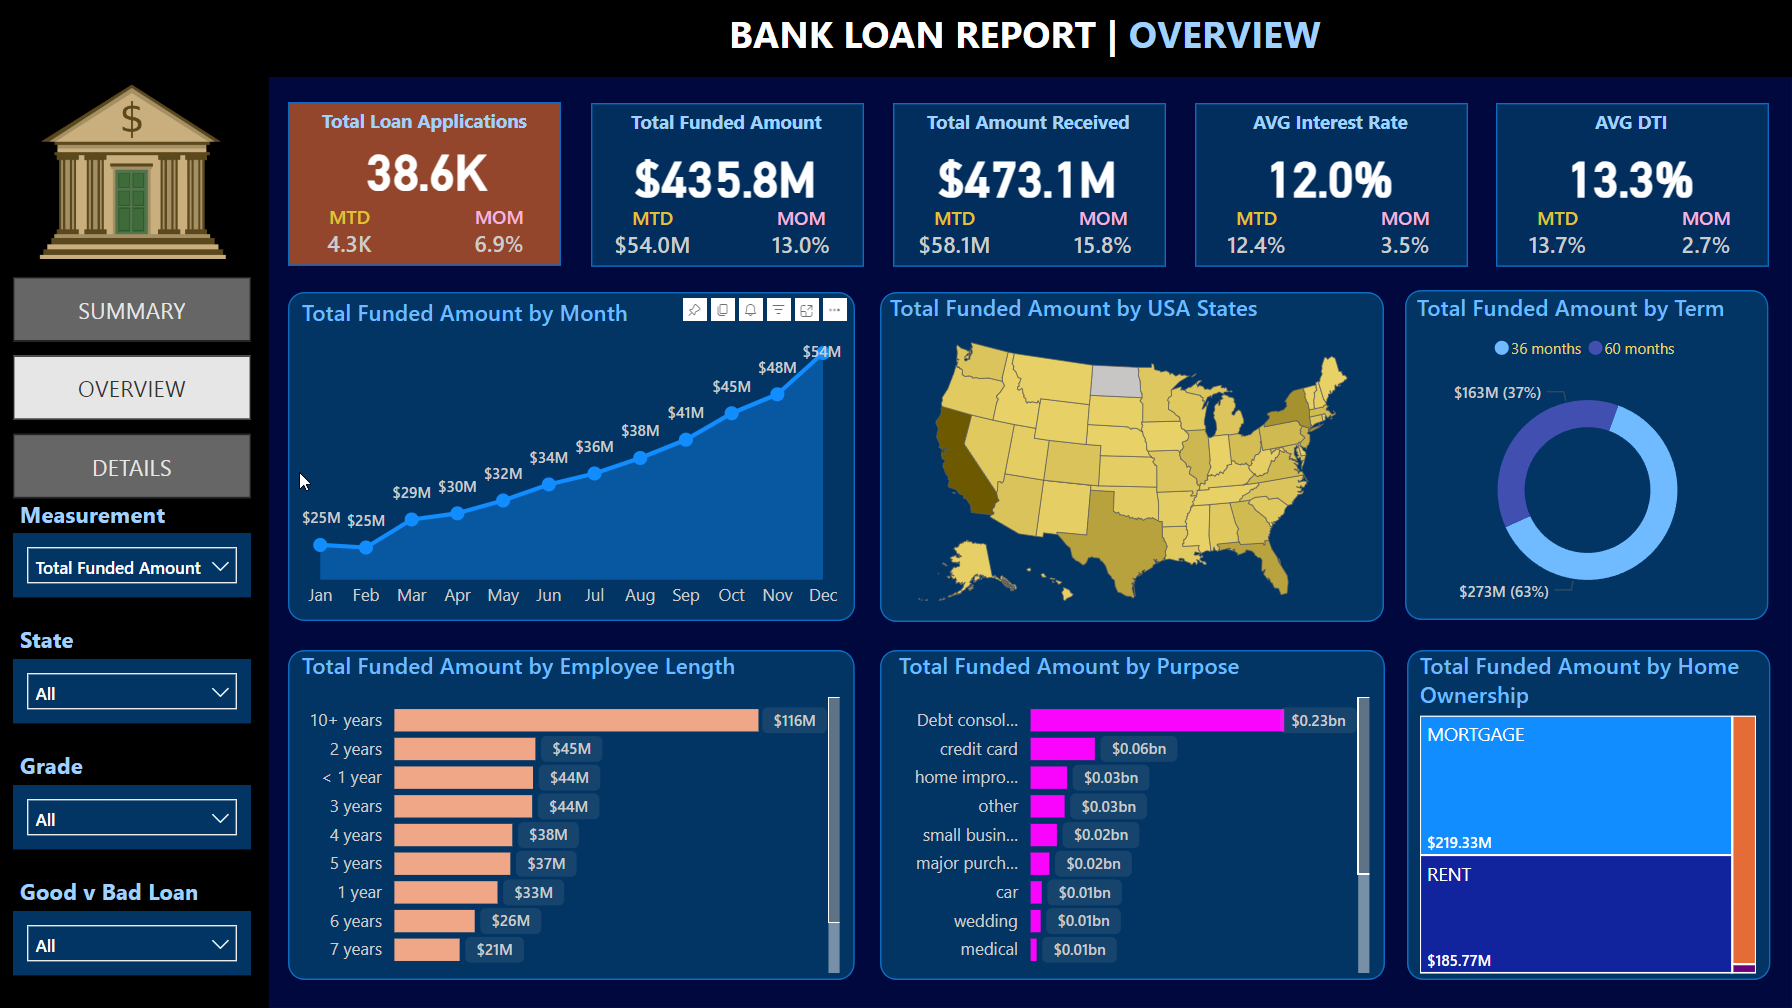 BANK LOAN REPORT | OVERVIEW
$
SUMMARY
OVERVIEW
DETAILS
Measurement
Total Funded Amount
State
All
Grade
All
Good v Bad Loan
All
Total Loan Applications
38.6K
MTD MOM
4.3K 6.9%
Total Funded Amount
$435.8M
MTD MOM
$54.0M 13.0%
Total Amount Received
$473.1M
MTD MOM
$58.1M 15.8%
AVG Interest Rate
12.0%
MTD MOM
12.4% 3.5%
AVG DTI
13.3%
MTD MOM
13.7% 2.7%
Total Funded Amount by Month
$25M $25M $29M $30M $32M $34M $36M $38M $41M $45M $48M $54M
Jan Feb Mar Apr May Jun Jul Aug Sep Oct Nov Dec
Total Funded Amount by USA States
Total Funded Amount by Term
36 months 60 months
$163M (37%)
$273M (63%)
Total Funded Amount by Employee Length
10+ years $116M
2 years $45M
< 1 year $44M
3 years $44M
4 years $38M
5 years $37M
1 year $33M
6 years $26M
7 years $21M
Total Funded Amount by Purpose
Debt consol... $0.23bn
credit card $0.06bn
home impro... $0.03bn
other $0.03bn
small busin... $0.02bn
major purch... $0.02bn
car $0.01bn
wedding $0.01bn
medical $0.01bn
Total Funded Amount by Home
Ownership
MORTGAGE
$219.33M
RENT
$185.77M